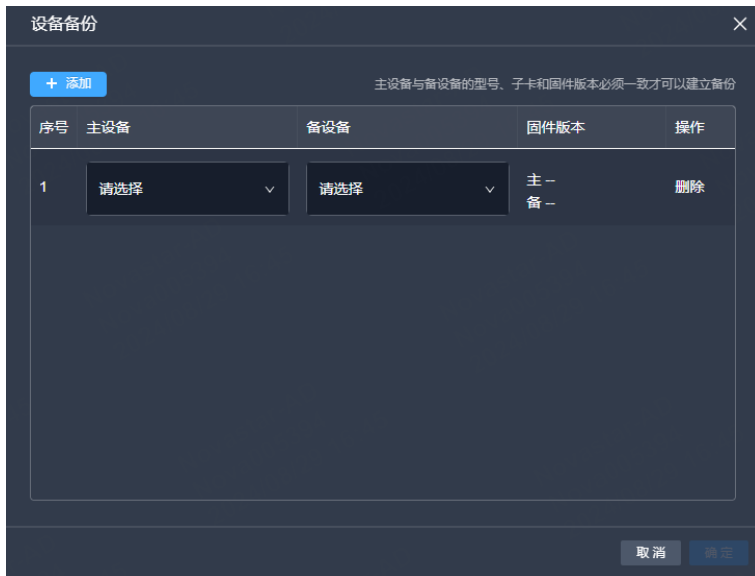 设备备份
+ 添加
主设备与备设备的型号、子卡和固件版本必须一致才可以建立备份
序号 主设备 备设备 固件版本 操作
1 请选择 请选择 主 -- 删除
备 --
取消 确定